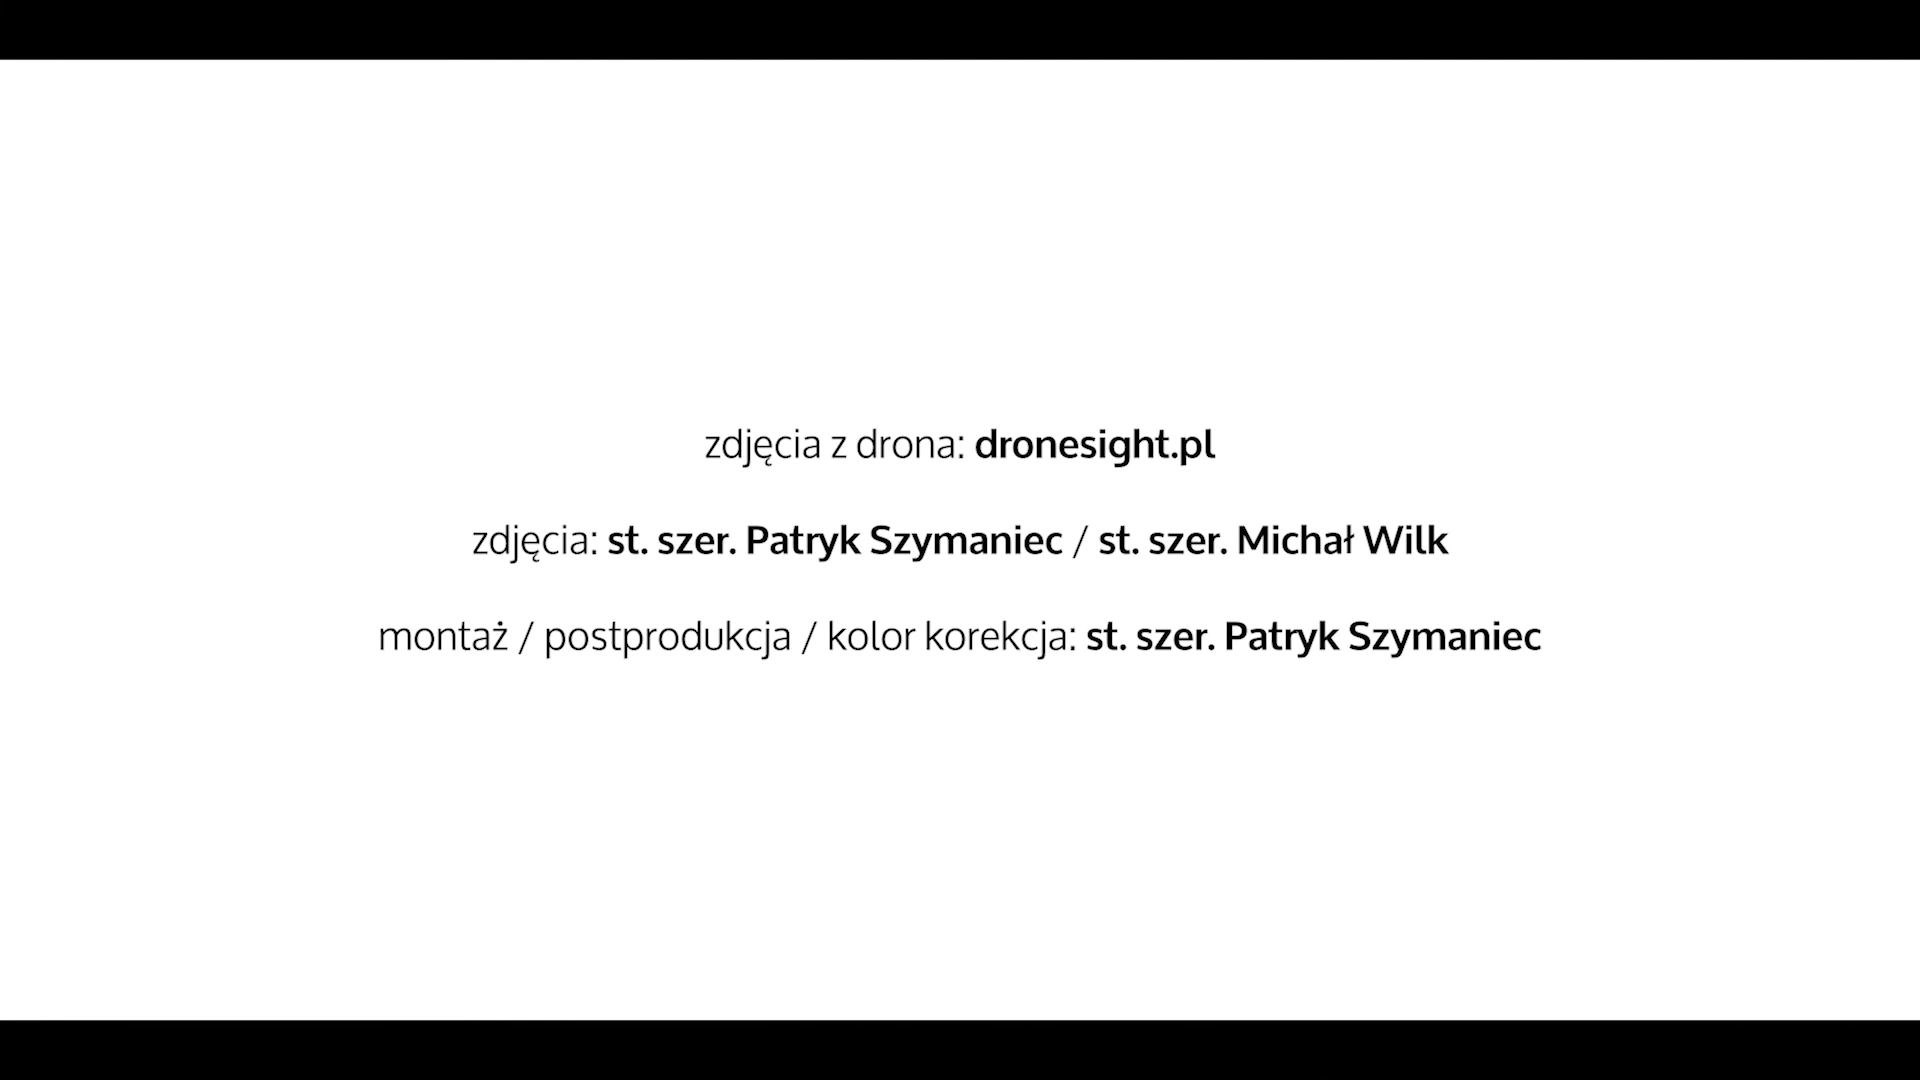 zdjęcia z drona: dronesight.pl
zdjęcia: st. szer. Patryk Szymaniec / st. szer. Michał Wilk
montaż / postprodukcja / kolor korekcja: st. szer. Patryk Szymaniec